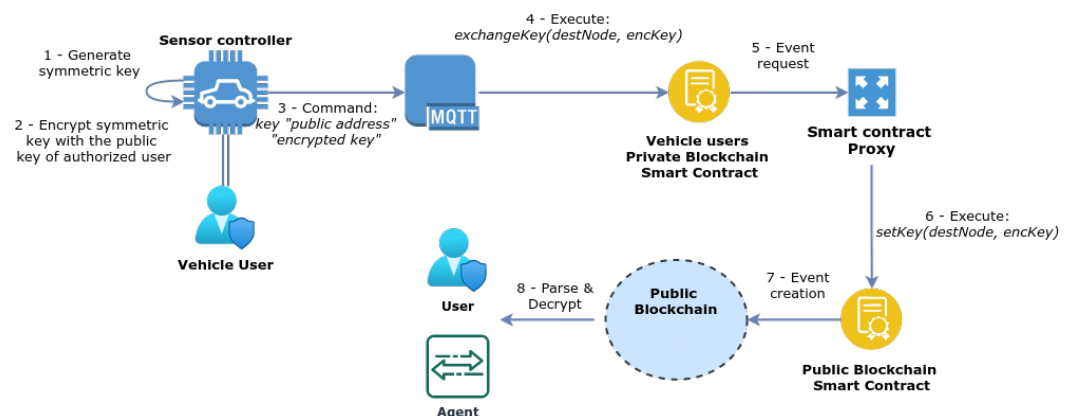 Sensor controller
1 - Generate
symmetric key
2 - Encrypt symmetric
key with the public
key of authorized user
Vehicle User
3 - Command:
key "public address"
"encrypted key"
MQTT
4 - Execute:
exchangeKey(destNode, encKey)
Vehicle users
Private Blockchain
Smart Contract
5 - Event
request
Smart contract
Proxy
6 - Execute:
setKey(destNode, encKey)
Public Blockchain
Smart Contract
7 - Event
creation
Public
Blockchain
8 - Parse &
Decrypt
User
Agent